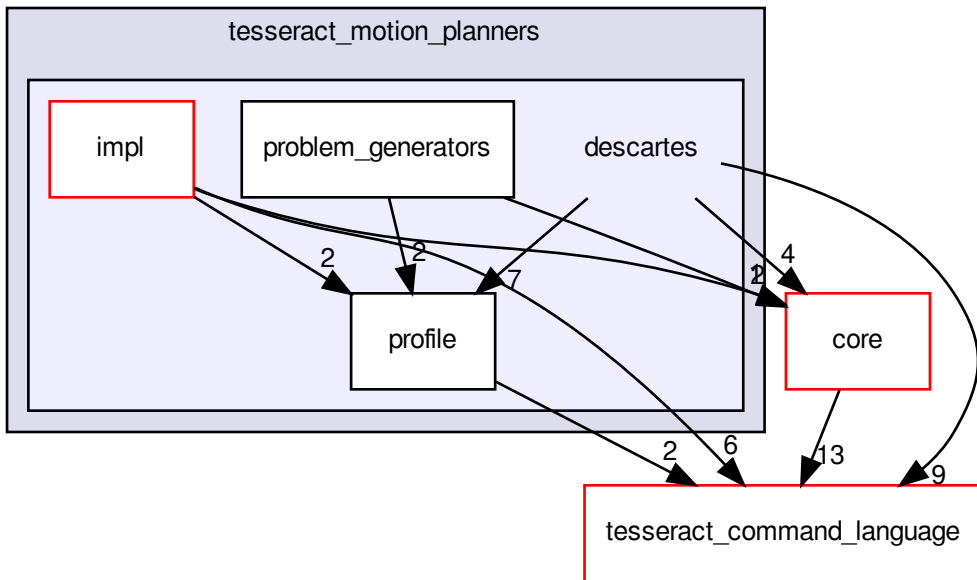 tesseract_motion_planners
impl
problem_generators
descartes
2
2
7
1
2
4
profile
core
2
6
13
9
tesseract_command_language